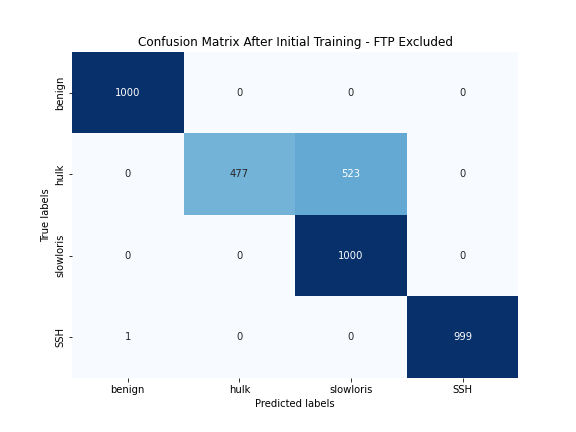 Confusion Matrix After Initial Training - FTP Excluded
True labels
benign
1000 0 0 0
hulk
0 477 523 0
slowloris
0 0 1000 0
SSH
1 0 0 999
benign hulk slowloris SSH
Predicted labels